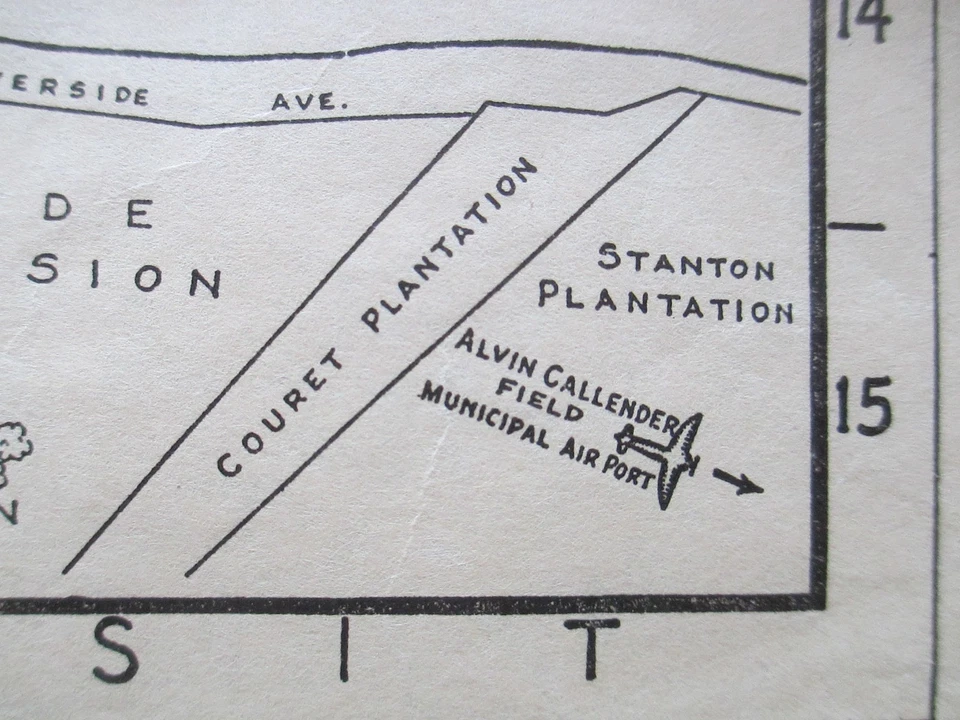 14
ERSIDE AVE.
D E
SION
COURET PLANTATION
STANTON
PLANTATION
ALVIN CALLENDER
FIELD
MUNICIPAL AIR PORT
15
S T